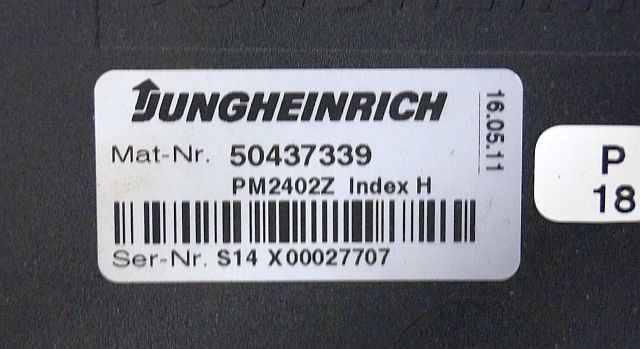 JUNGHEINRICH
16.05.11
Mat-Nr. 50437339
PM2402Z Index H
Ser-Nr. S14 X00027707
P
18